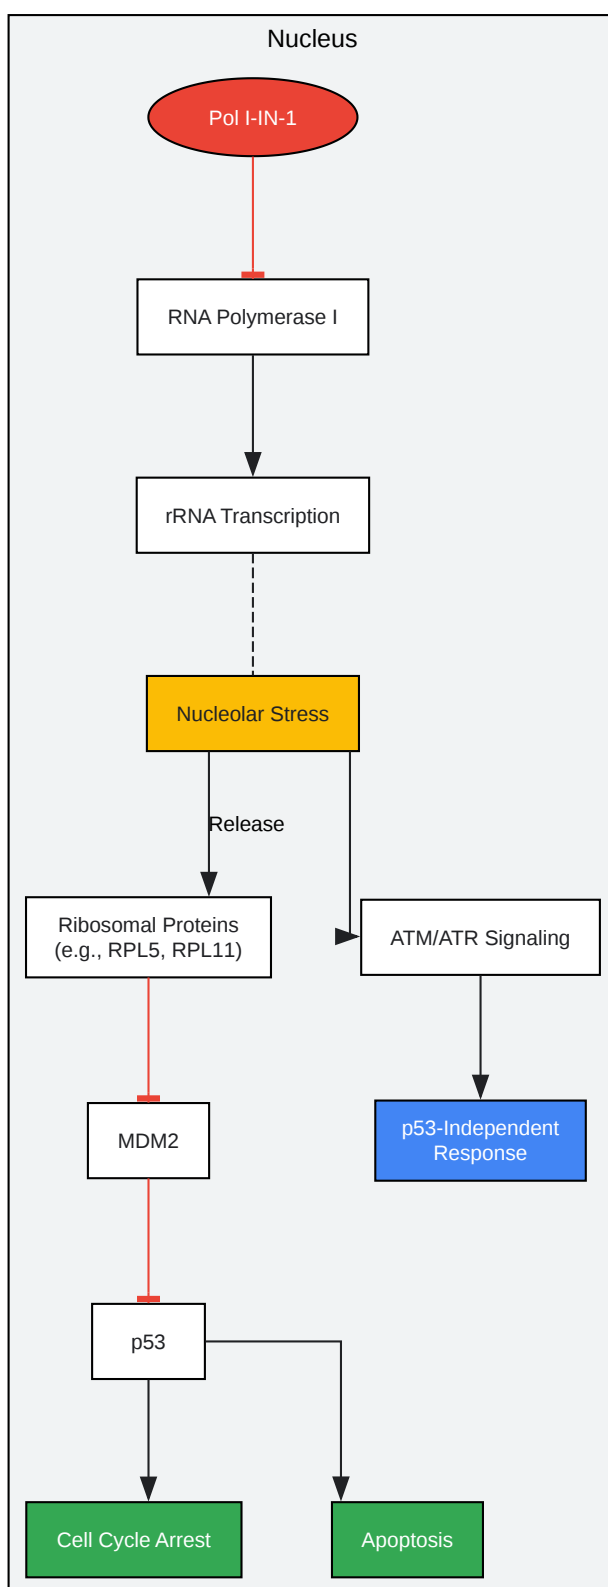 Nucleus
Pol I-IN-1
RNA Polymerase I
rRNA Transcription
Nucleolar Stress
Release
Ribosomal Proteins
(e.g., RPL5, RPL11)
ATM/ATR Signaling
MDM2
p53-Independent
Response
p53
Cell Cycle Arrest
Apoptosis